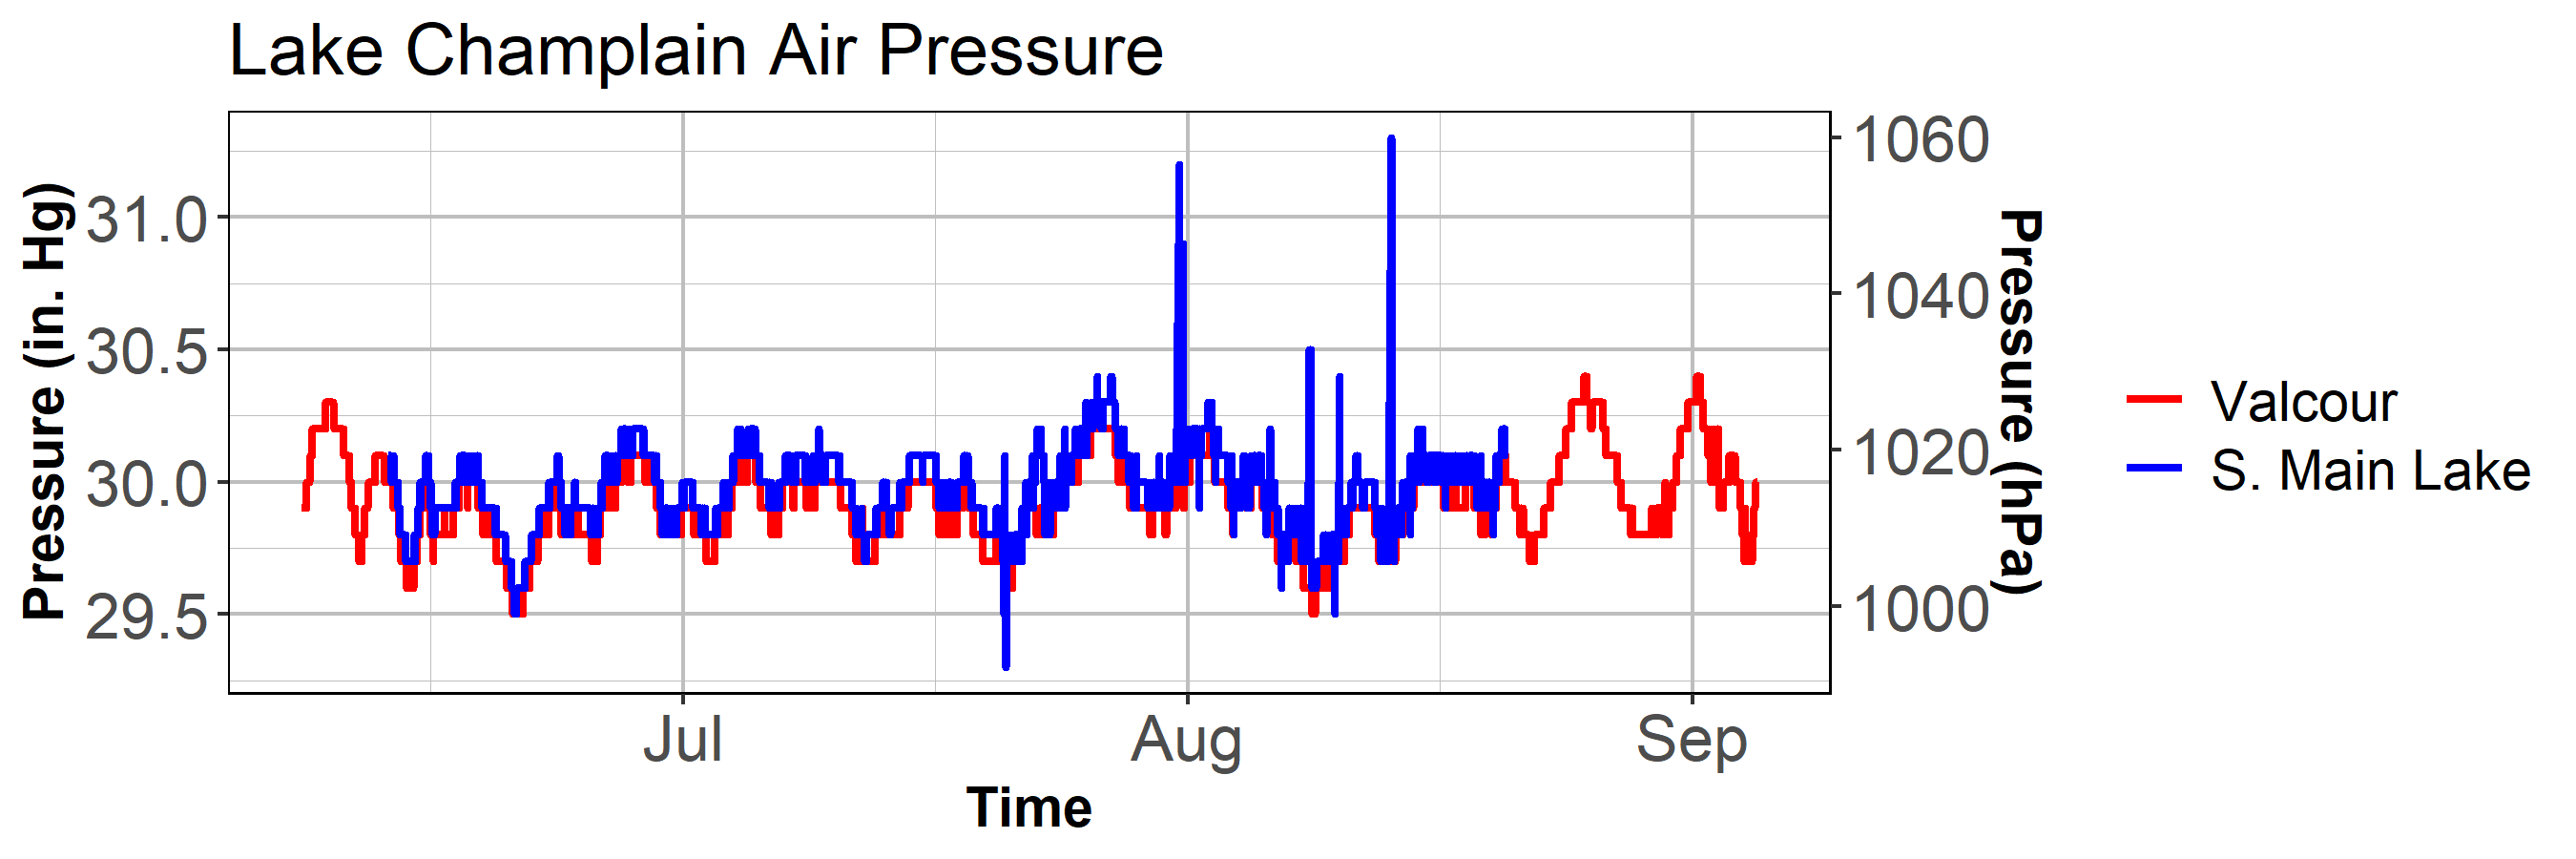 Lake Champlain Air Pressure
Pressure (in. Hg)
31.0
30.5
30.0
29.5
1060
1040
1020
1000
Pressure (hPa)
Jul Aug Sep
Time
Valcour
S. Main Lake